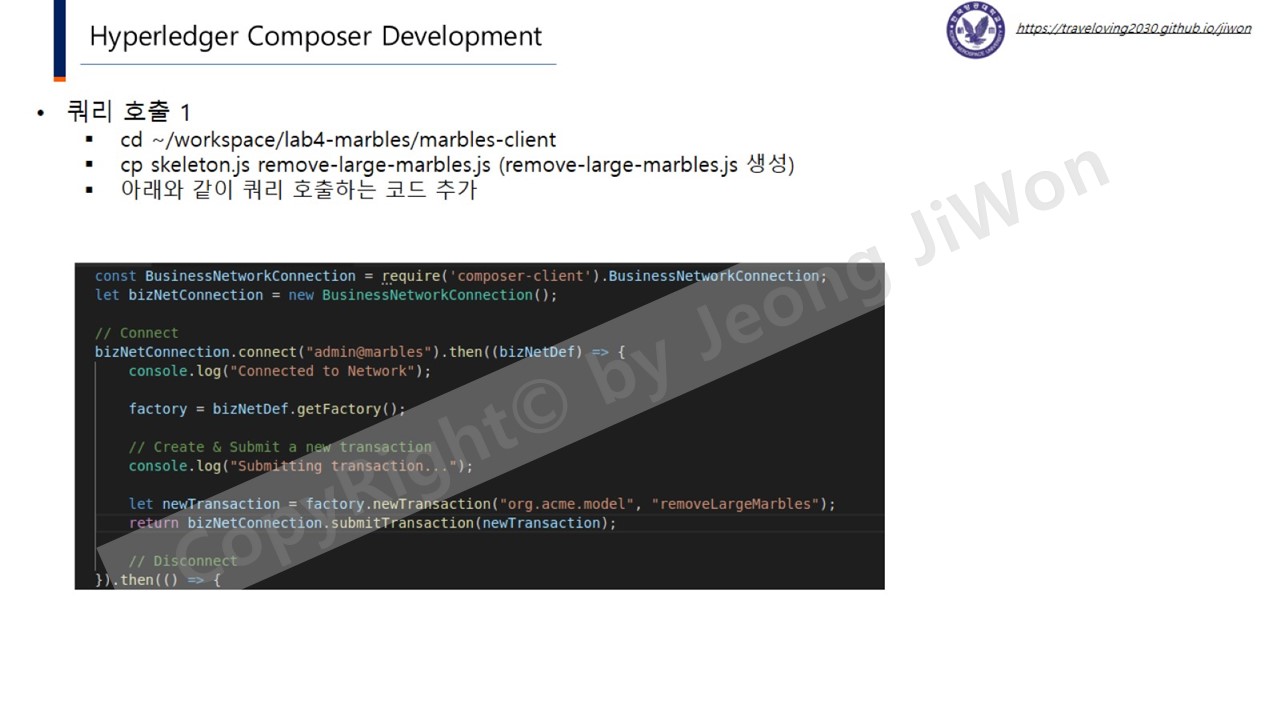 Hyperledger Composer Development
https://traveloving2030.github.io/jiwon
• 쿼리 호출 1
▪ cd ~/workspace/lab4-marbles/marbles-client
▪ cp skeleton.js remove-large-marbles.js (remove-large-marbles.js 생성)
▪ 아래와 같이 쿼리 호출하는 코드 추가
const BusinessNetworkConnection = require('composer-client').BusinessNetworkConnection;
let bizNetConnection = new BusinessNetworkConnection();
// Connect
bizNetConnection.connect("admin@marbles").then((bizNetDef) => {
console.log("Connected to Network");
factory = bizNetDef.getFactory();
// Create & Submit a new transaction
console.log("Submitting transaction...");
let newTransaction = factory.newTransaction("org.acme.model", "removeLargeMarbles");
return bizNetConnection.submitTransaction(newTransaction);
// Disconnect
}).then(() => {
CopyRight© by Jeong JiWon